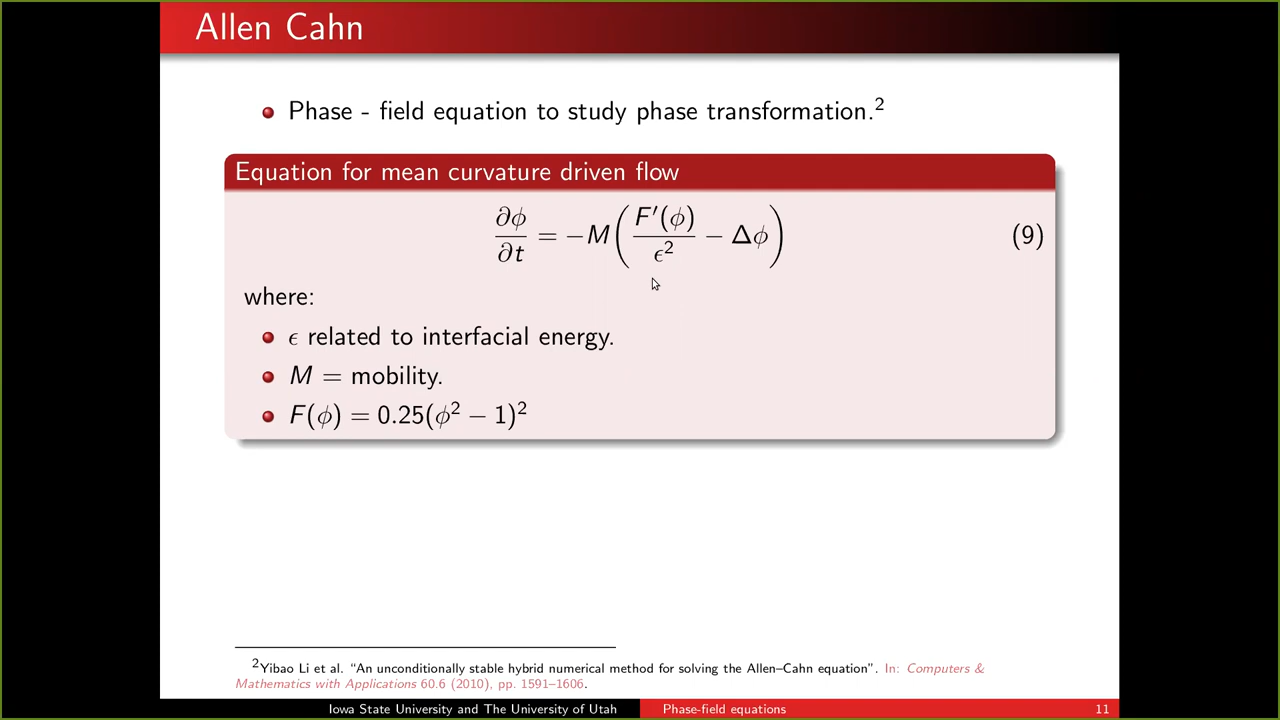 Allen Cahn
Phase - field equation to study phase transformation.²
Equation for mean curvature driven flow
∂ϕ/∂t = −M(F′(ϕ)/ϵ² − Δϕ) (9)
where:
ϵ related to interfacial energy.
M = mobility.
F(ϕ) = 0.25(ϕ² − 1)²
²Yibao Li et al. “An unconditionally stable hybrid numerical method for solving the Allen–Cahn equation”. In: Computers &
Mathematics with Applications 60.6 (2010), pp. 1591–1606.
Iowa State University and The University of Utah Phase-field equations 11